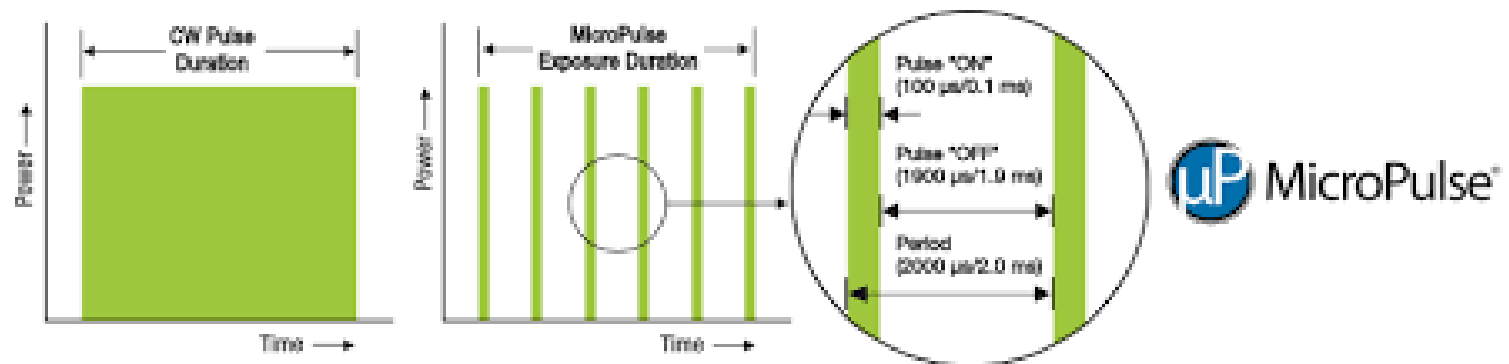 CW Pulse
Duration
Power
Time
MicroPulse
Exposure Duration
Power
Time
Pulse "ON"
(100 µs/0.1 ms)
Pulse "OFF"
(1900 µs/1.9 ms)
Period
(2000 µs/2.0 ms)
µP MicroPulse®